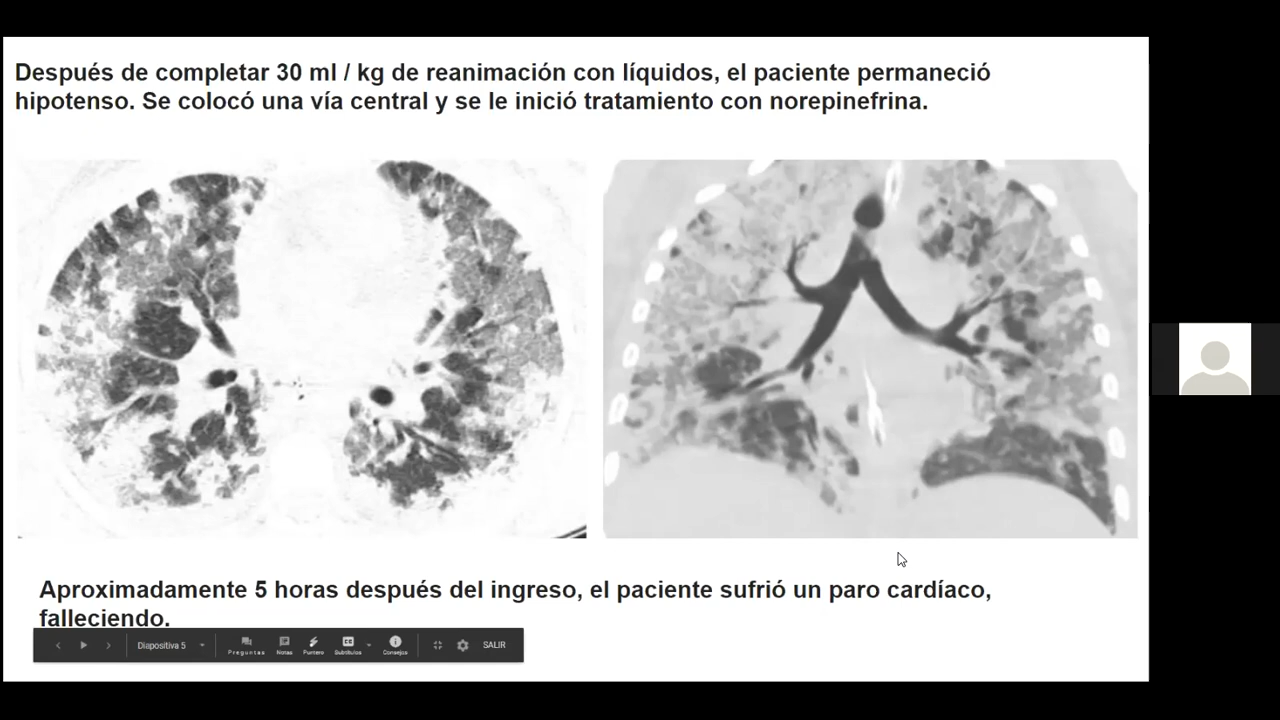 Después de completar 30 ml / kg de reanimación con líquidos, el paciente permaneció
hipotenso. Se colocó una vía central y se le inició tratamiento con norepinefrina.
Aproximadamente 5 horas después del ingreso, el paciente sufrió un paro cardíaco,
falleciendo.
Diapositiva 5
Preguntas
Notas
Puntero
Subtítulos
Consejos
SALIR